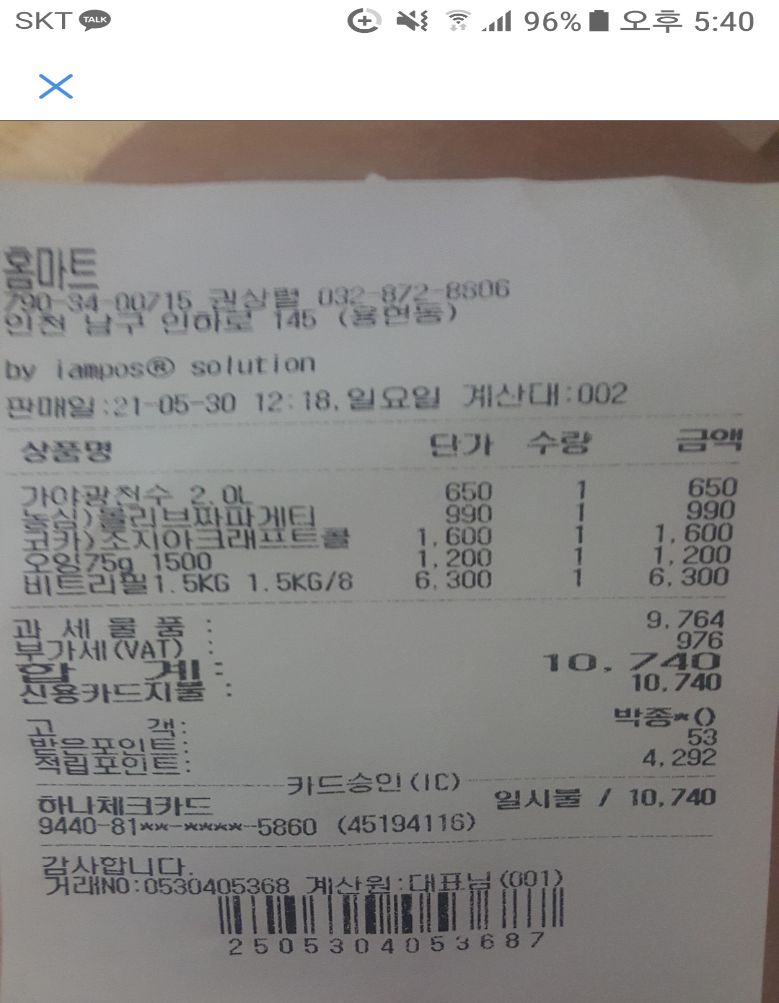 SKT TALK 96% 오후 5:40
홈마트
790-34-00715 권상렬 032-872-8806
인천 남구 인하로 145 (용현동)
by iampos® solution
판매일:21-05-30 12:18, 일요일 계산대:002
상품명 단가 수량 금액
가야광천수 2.0L 650 1 650
농심)볼리브짜파게티 990 1 990
코카)조지아크래프트콜 1,600 1 1,600
오잉75g 1500 1,200 1 1,200
비트리필1.5KG 1.5KG/8 6,300 1 6,300
과 세 물 품 : 9,764
부가세(VAT) : 976
합 계: 10,740
신용카드지불 : 10,740
고 객: 박종*()
받은포인트: 53
적립포인트: 4,292
카드승인(IC)
하나체크카드 일시불 / 10,740
9440-81**-****-5860 (45194116)
감사합니다.
거래NO:0530405368 계산원:대표님(001)
2505304053687